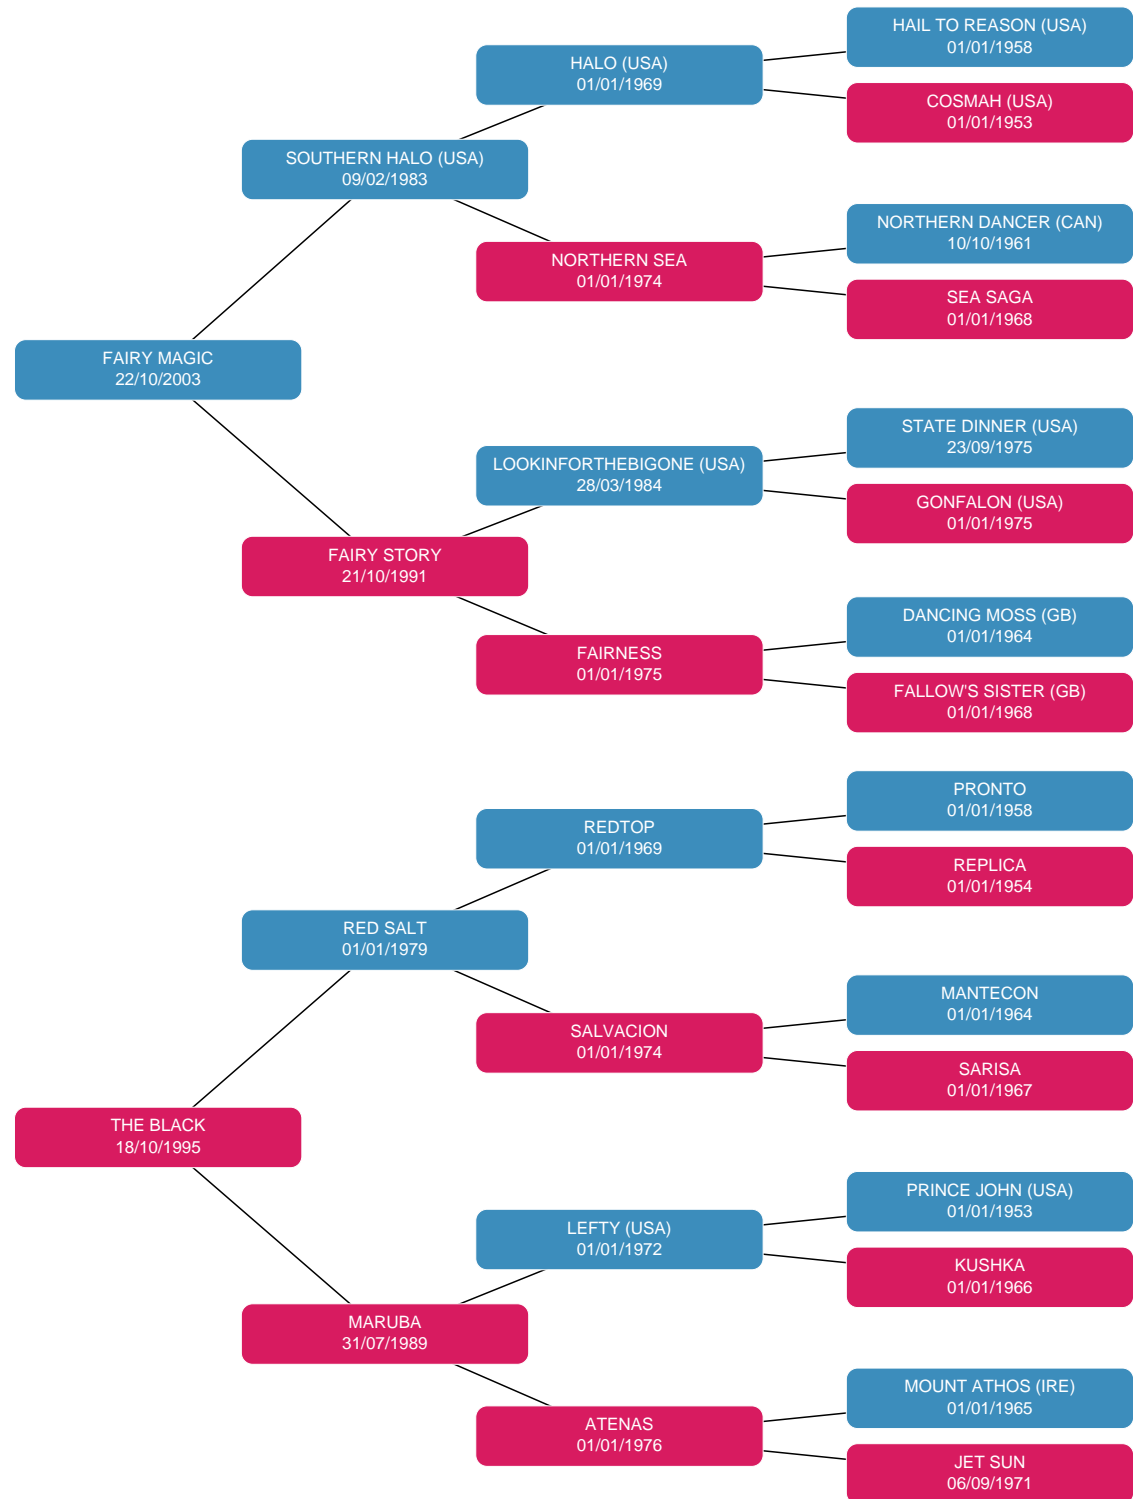 HAIL TO REASON (USA)
01/01/1958
HALO (USA)
01/01/1969
COSMAH (USA)
01/01/1953
SOUTHERN HALO (USA)
09/02/1983
NORTHERN DANCER (CAN)
10/10/1961
NORTHERN SEA
01/01/1974
SEA SAGA
01/01/1968
FAIRY MAGIC
22/10/2003
STATE DINNER (USA)
23/09/1975
LOOKINFORTHEBIGONE (USA)
28/03/1984
GONFALON (USA)
01/01/1975
FAIRY STORY
21/10/1991
DANCING MOSS (GB)
01/01/1964
FAIRNESS
01/01/1975
FALLOW'S SISTER (GB)
01/01/1968
PRONTO
01/01/1958
REDTOP
01/01/1969
REPLICA
01/01/1954
RED SALT
01/01/1979
MANTECON
01/01/1964
SALVACION
01/01/1974
SARISA
01/01/1967
THE BLACK
18/10/1995
PRINCE JOHN (USA)
01/01/1953
LEFTY (USA)
01/01/1972
KUSHKA
01/01/1966
MARUBA
31/07/1989
MOUNT ATHOS (IRE)
01/01/1965
ATENAS
01/01/1976
JET SUN
06/09/1971